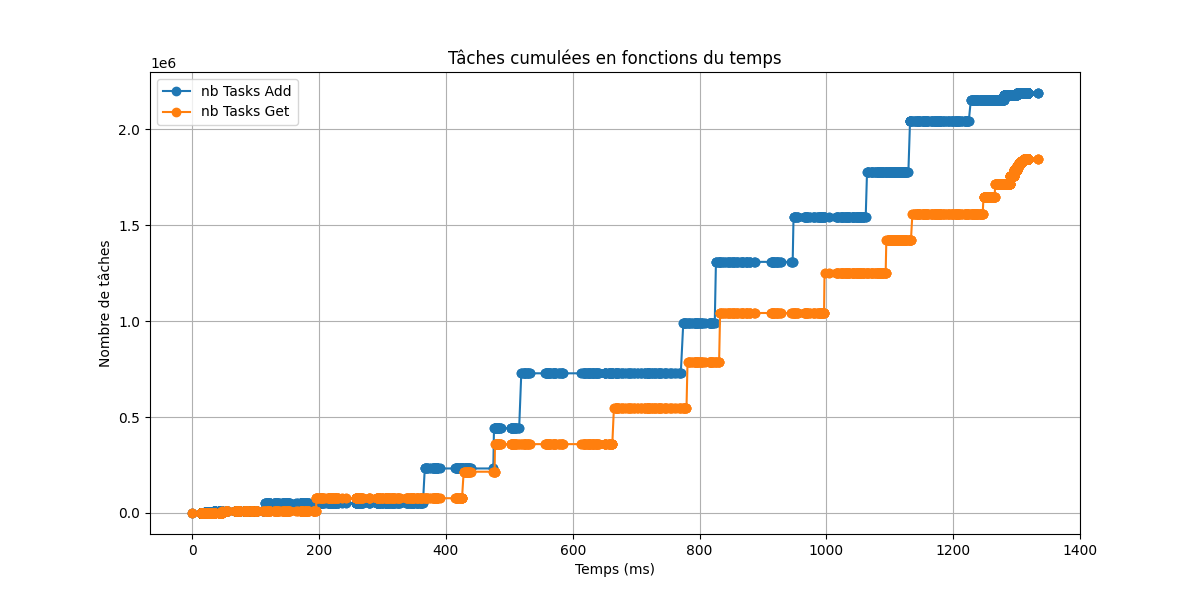 Tâches cumulées en fonctions du temps
1e6
nb Tasks Add
nb Tasks Get
Nombre de tâches
2.0
1.5
1.0
0.5
0.0
0 200 400 600 800 1000 1200 1400
Temps (ms)